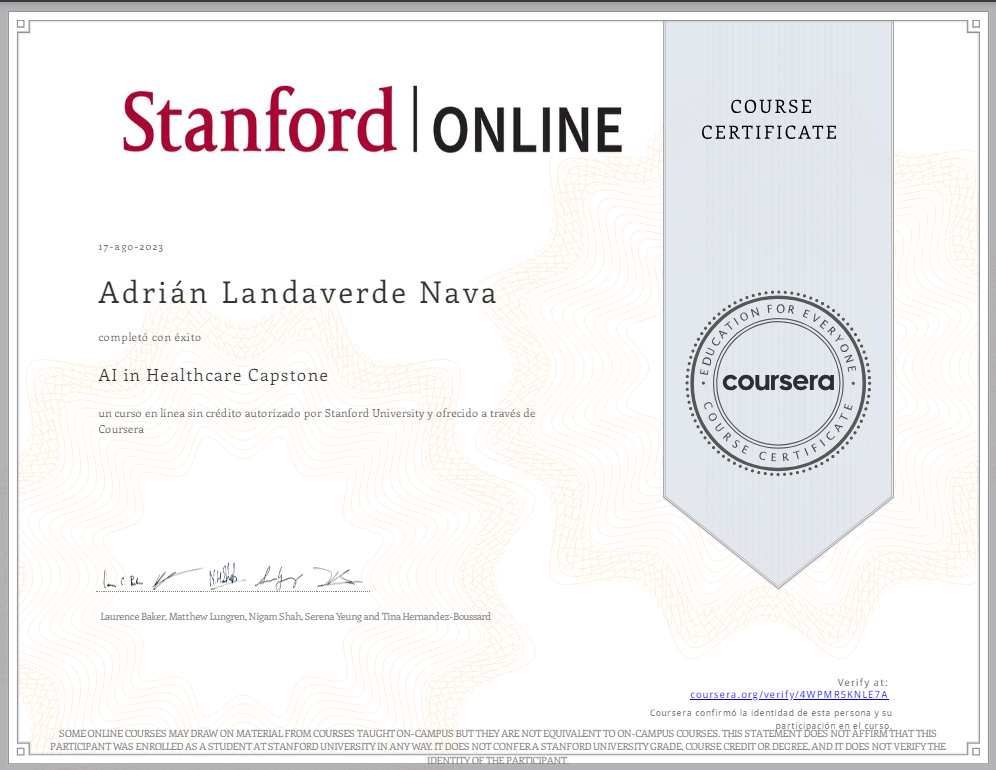 Stanford | ONLINE
COURSE
CERTIFICATE
17-ago-2023
Adrián Landaverde Nava
completó con éxito
AI in Healthcare Capstone
un curso en línea sin crédito autorizado por Stanford University y ofrecido a través de
Coursera
EDUCATION FOR EVERYONE
coursera
COURSE CERTIFICATE
Laurence Baker, Matthew Lungren, Nigam Shah, Serena Yeung and Tina Hernandez-Boussard
Verify at:
coursera.org/verify/4WPMR5KNLE7A
Coursera confirmó la identidad de esta persona y su
participación en el curso.
SOME ONLINE COURSES MAY DRAW ON MATERIAL FROM COURSES TAUGHT ON-CAMPUS BUT THEY ARE NOT EQUIVALENT TO ON-CAMPUS COURSES. THIS STATEMENT DOES NOT AFFIRM THAT THIS
PARTICIPANT WAS ENROLLED AS A STUDENT AT STANFORD UNIVERSITY IN ANY WAY. IT DOES NOT CONFER A STANFORD UNIVERSITY GRADE, COURSE CREDIT OR DEGREE, AND IT DOES NOT VERIFY THE
IDENTITY OF THE PARTICIPANT.